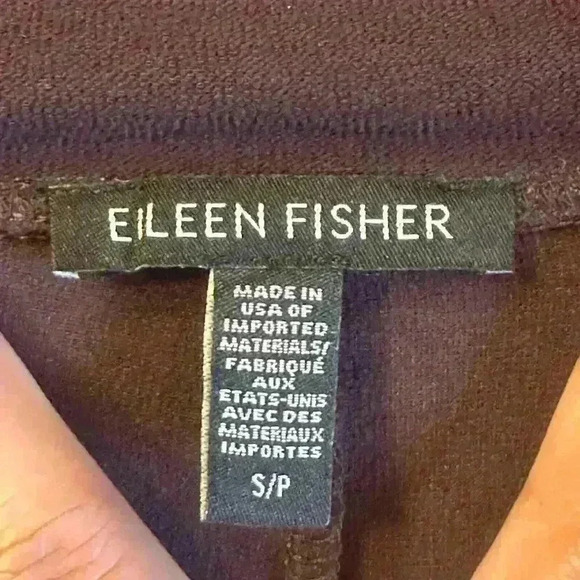 EILEEN FISHER
MADE IN
USA OF
IMPORTED
MATERIALS/
FABRIQUÉ
AUX
ETATS-UNIS
AVEC DES
MATERIAUX
IMPORTES
S/P